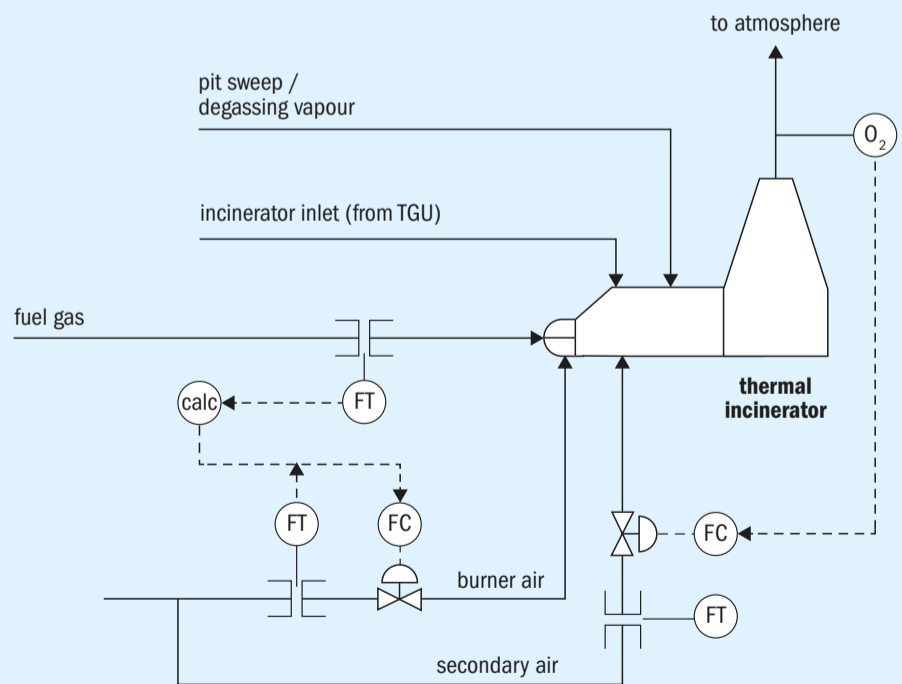 to atmosphere
pit sweep /
degassing vapour
O₂
incinerator inlet (from TGU)
fuel gas
thermal
incinerator
calc
FT
FT
FC
FC
burner air
FT
secondary air